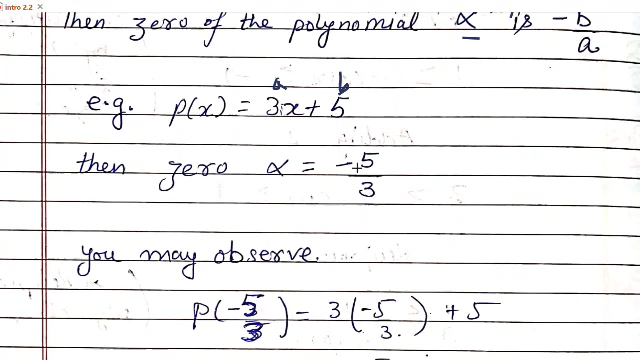 intro 2.2 ×
then zero of the polynomial α is -b/a
a b
e.g. p(x) = 3x + 5
then zero α = -5/3
you may observe.
P(-5/3) = 3(-5/3) + 5